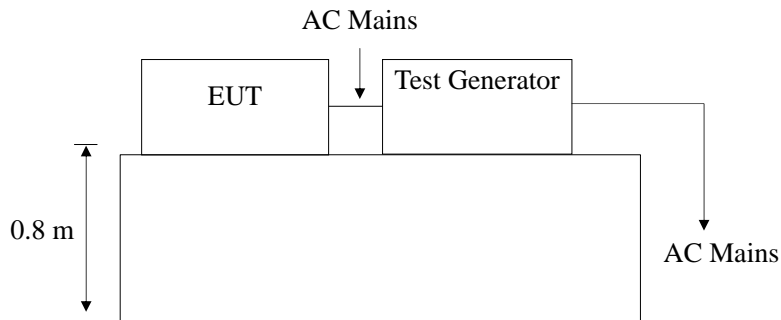 AC Mains
EUT
Test Generator
0.8 m
AC Mains